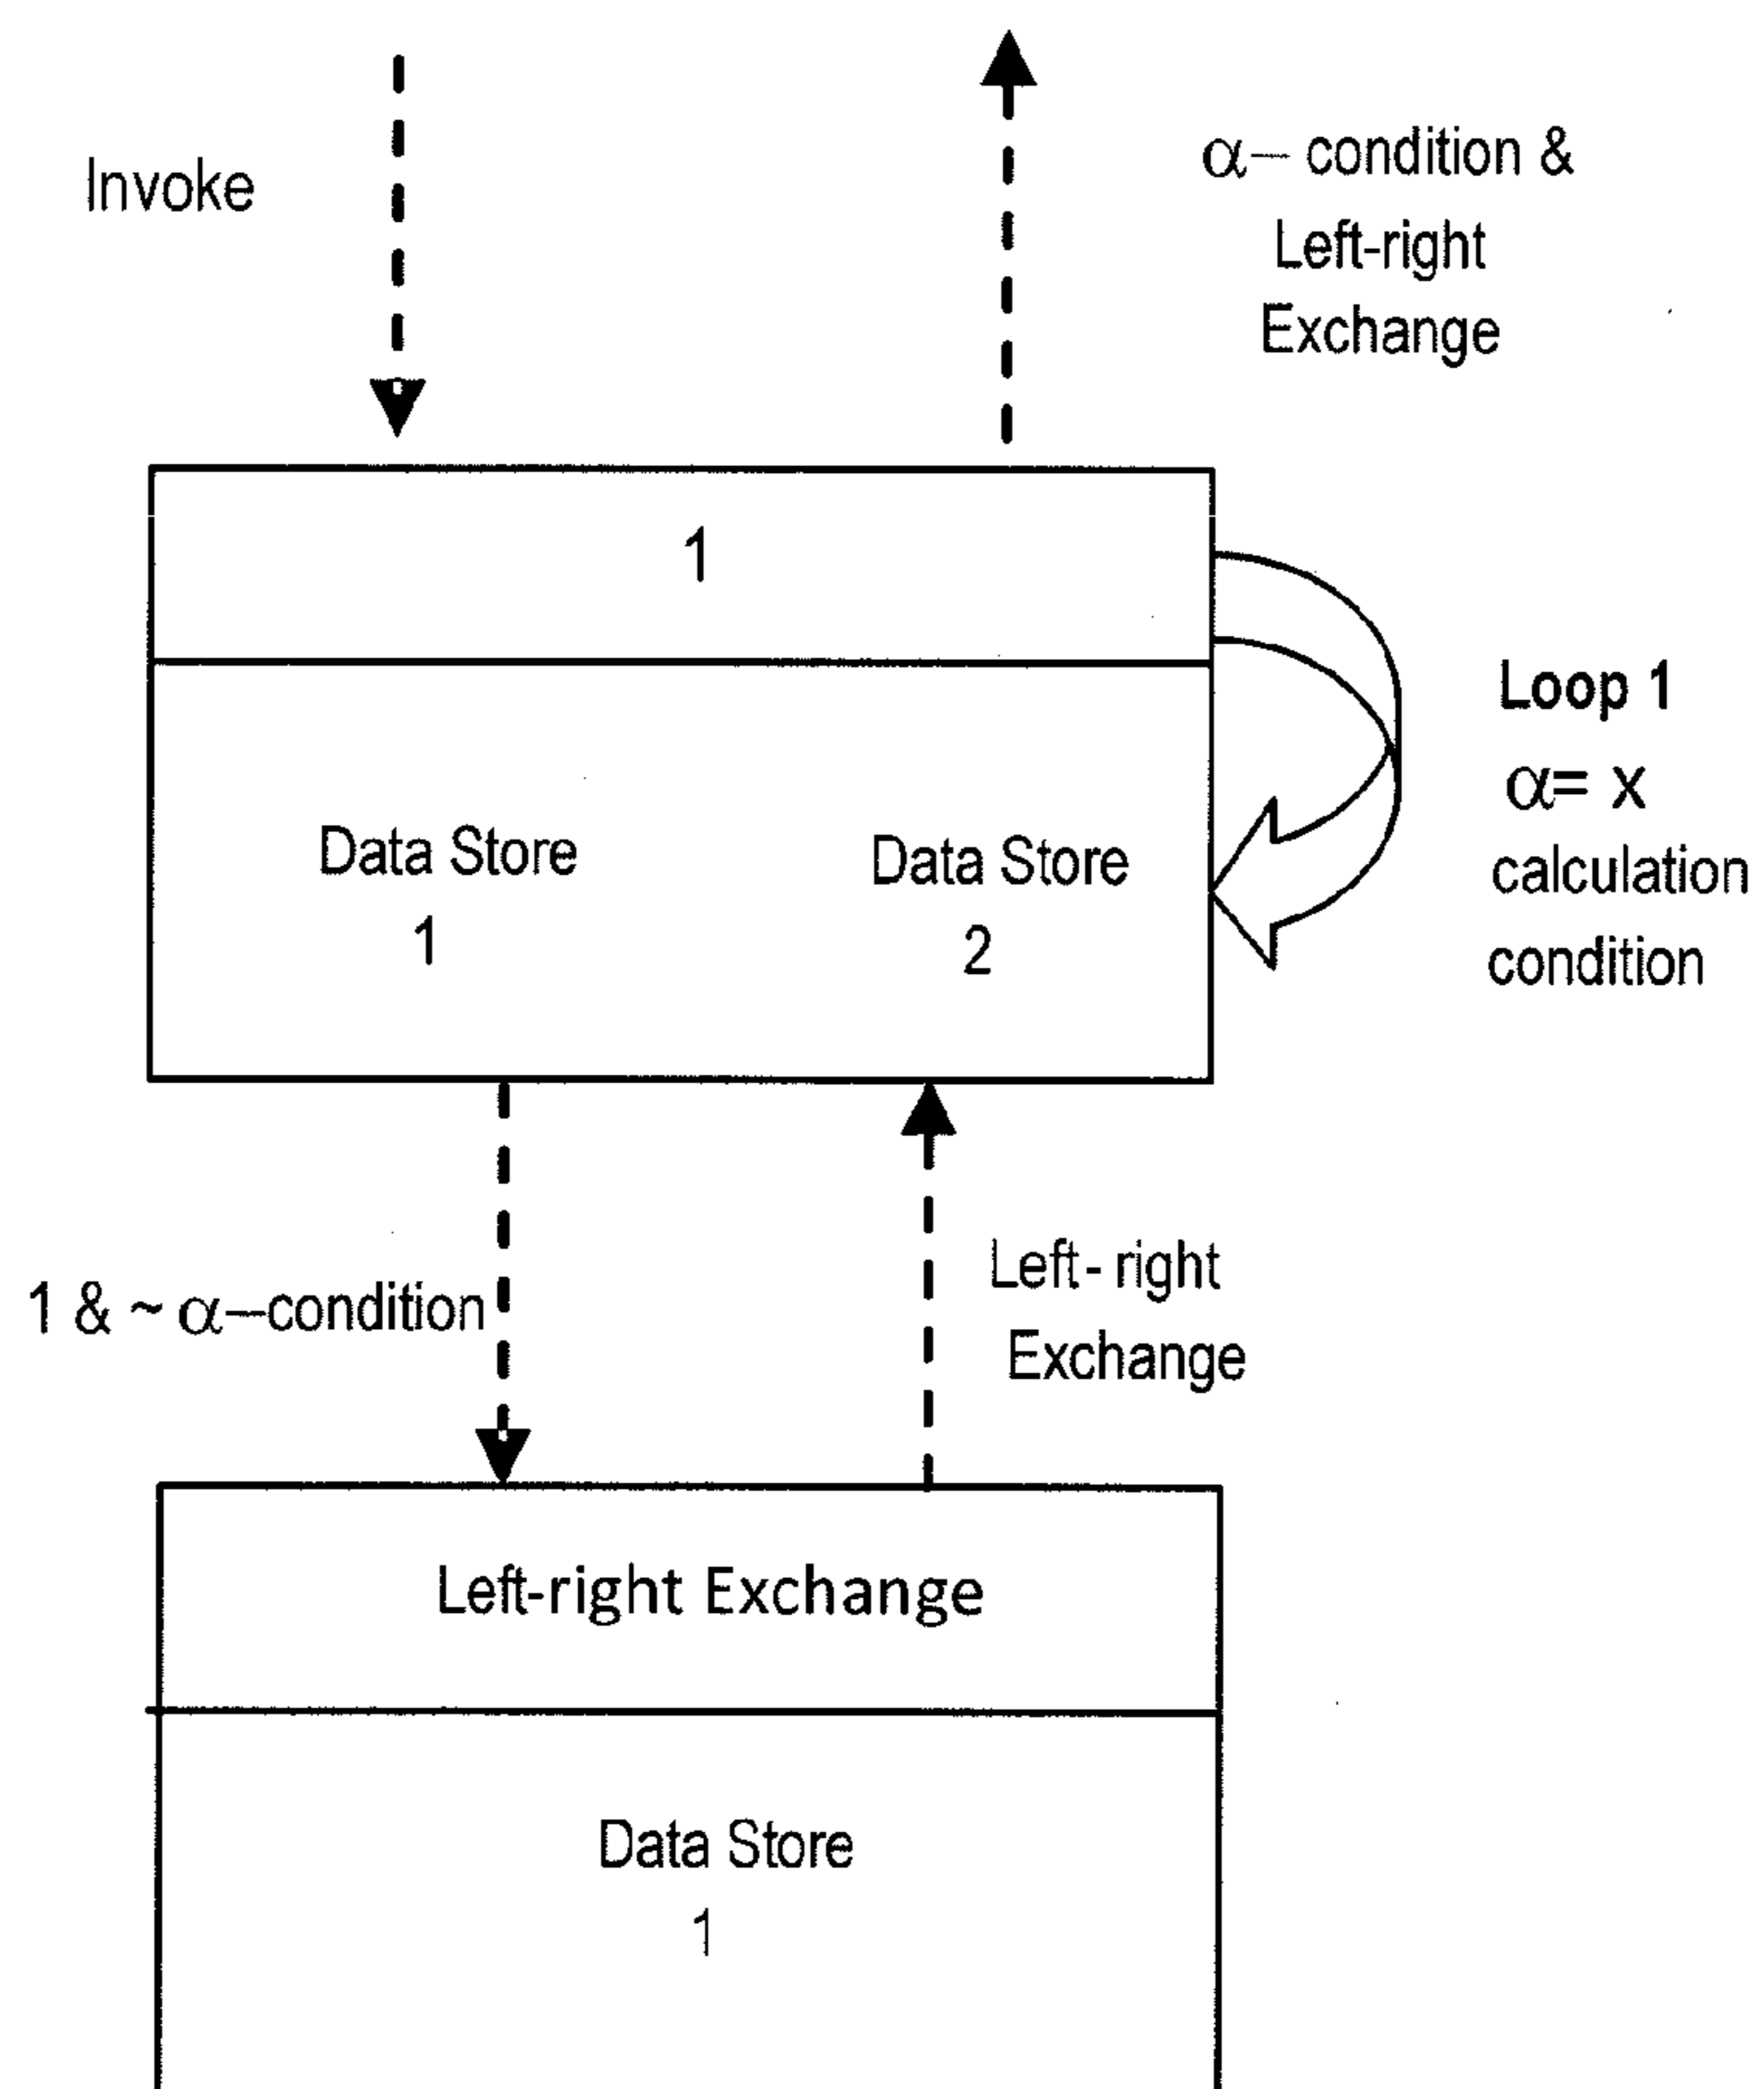 Invoke
α– condition &
Left-right
Exchange
1
Loop 1
α= x
calculation
condition
Data Store
1
Data Store
2
1 & ~ α–condition
Left- right
Exchange
Left-right Exchange
Data Store
1